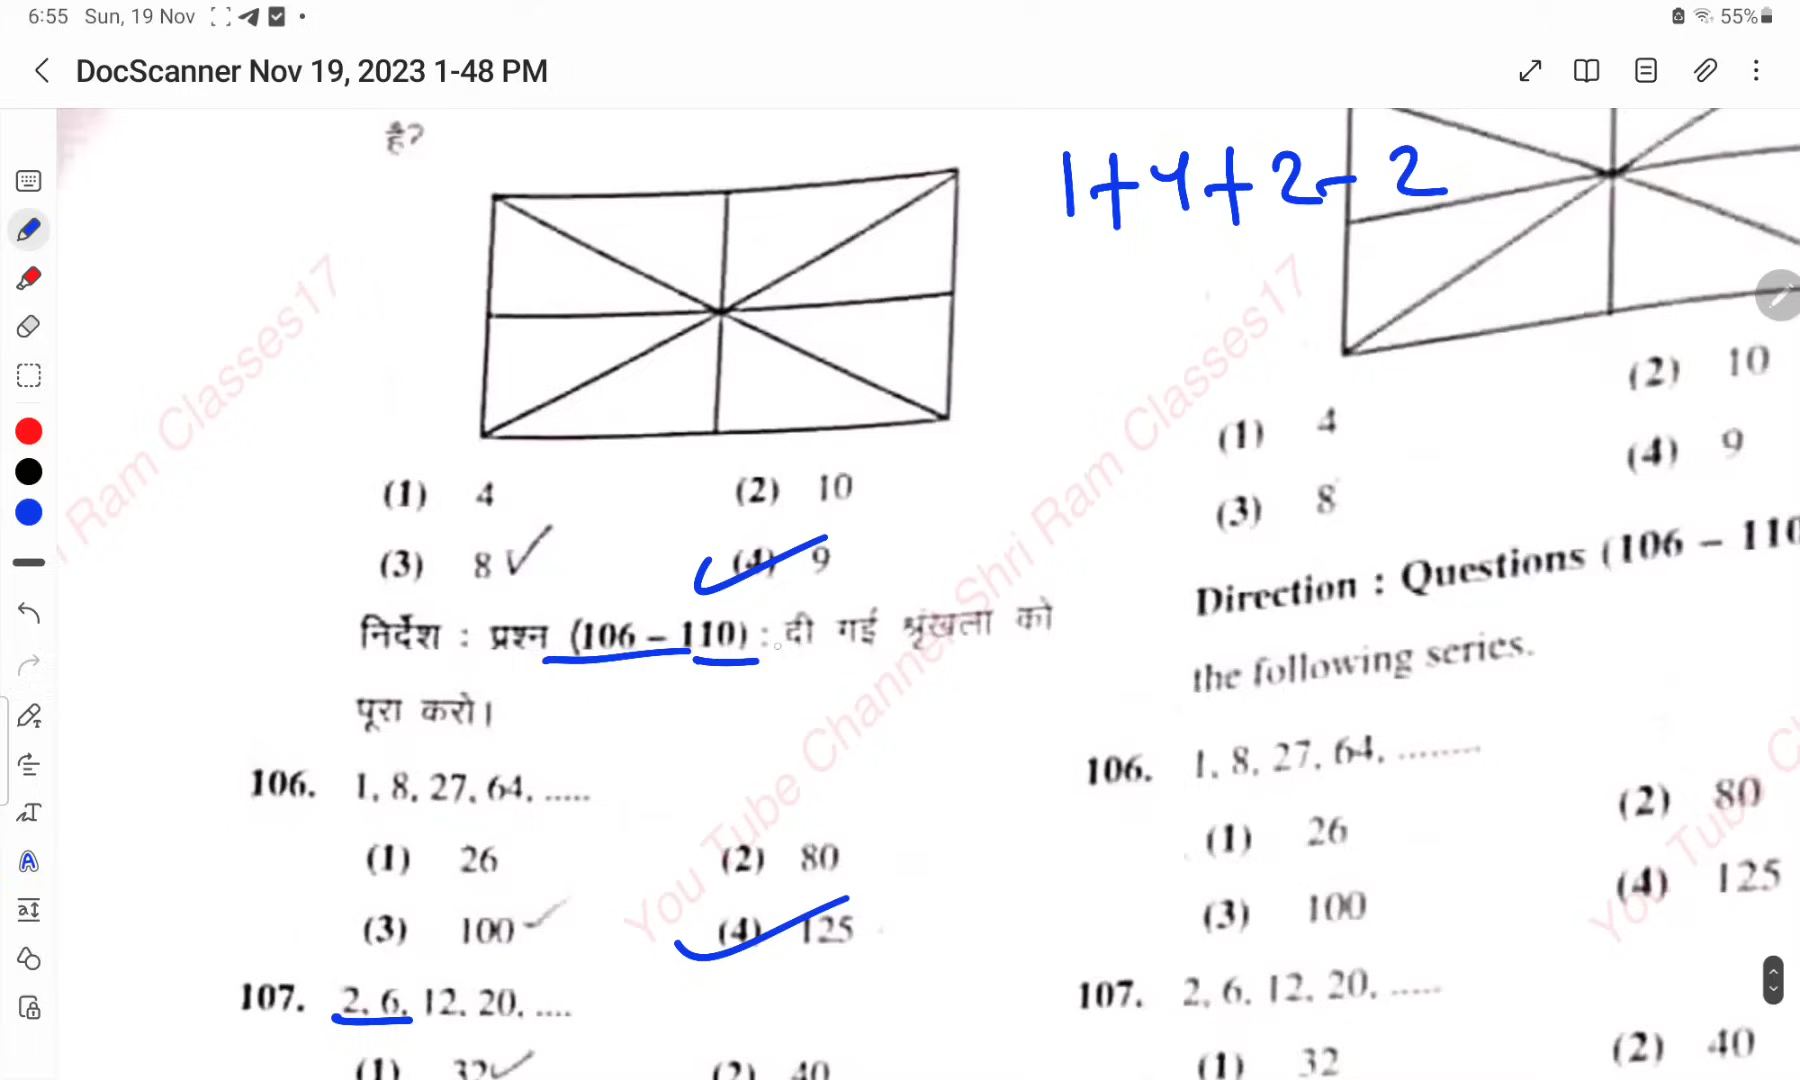 6:55 Sun, 19 Nov
55%
DocScanner Nov 19, 2023 1-48 PM
है?
1+4+2+2
(1) 4 (2) 10
(3) 8 (4) 9
निर्देश : प्रश्न (106 – 110) : दी गई श्रृंखला को
पूरा करो।
106. 1, 8, 27, 64, .....
(1) 26 (2) 80
(3) 100 (4) 125
107. 2, 6, 12, 20, ....
(1) 32 (2) 40
(2) 10
(1) 4
(4) 9
(3) 8
Direction : Questions (106 – 110
the following series.
106. 1, 8, 27, 64, ........
(1) 26 (2) 80
(3) 100 (4) 125
107. 2, 6, 12, 20, .....
(1) 32 (2) 40
You Tube Channel Shri Ram Classes17
Ram Classes17